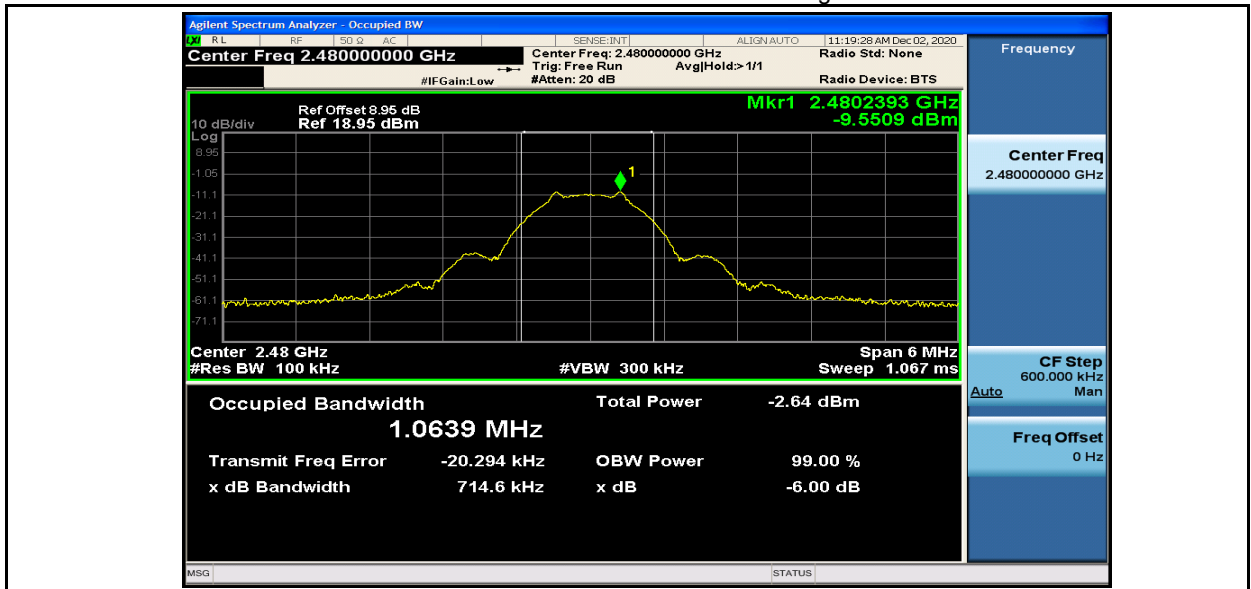 Agilent Spectrum Analyzer - Occupied BW
LXI RL RF 50 Ω AC SENSE:INT ALIGN AUTO 11:19:28 AM Dec 02, 2020
Center Freq 2.480000000 GHz
Center Freq: 2.480000000 GHz
Radio Std: None
Trig: Free Run Avg|Hold:>1/1
#IFGain:Low
#Atten: 20 dB
Radio Device: BTS
Frequency
Ref Offset 8.95 dB
Mkr1 2.4802393 GHz
10 dB/div Ref 18.95 dBm
-9.5509 dBm
Log
8.95
-1.05
-11.1
-21.1
-31.1
-41.1
-51.1
-61.1
-71.1
1
Center 2.48 GHz
Span 6 MHz
#Res BW 100 kHz
#VBW 300 kHz
Sweep 1.067 ms
Occupied Bandwidth
Total Power -2.64 dBm
1.0639 MHz
Transmit Freq Error -20.294 kHz OBW Power 99.00 %
x dB Bandwidth 714.6 kHz x dB -6.00 dB
Center Freq
2.480000000 GHz
CF Step
600.000 kHz
Auto Man
Freq Offset
0 Hz
MSG
STATUS